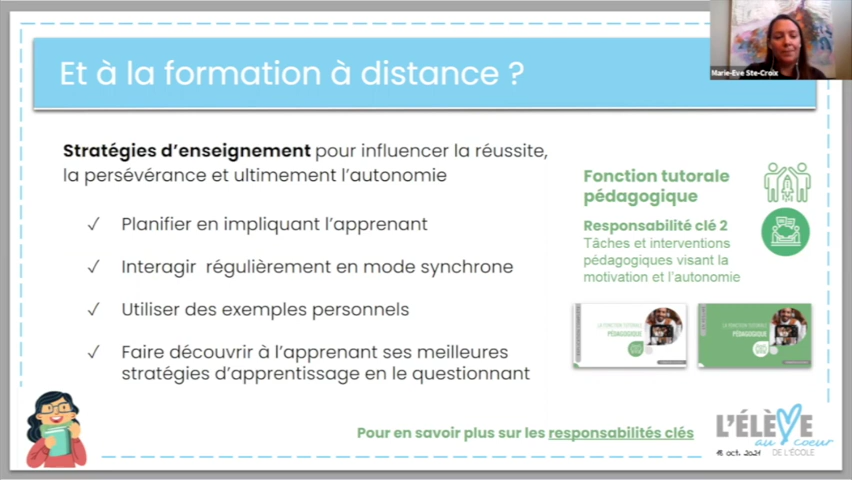 Et à la formation à distance ?
Marie-Eve Ste-Croix
Stratégies d'enseignement pour influencer la réussite,
la persévérance et ultimement l'autonomie
✓ Planifier en impliquant l'apprenant
✓ Interagir régulièrement en mode synchrone
✓ Utiliser des exemples personnels
✓ Faire découvrir à l'apprenant ses meilleures
stratégies d'apprentissage en le questionnant
Fonction tutorale
pédagogique
Responsabilité clé 2
Tâches et interventions
pédagogiques visant la
motivation et l'autonomie
LA FONCTION TUTORALE
PÉDAGOGIQUE
LA FONCTION TUTORALE
PÉDAGOGIQUE
Pour en savoir plus sur les responsabilités clés
L'ÉLÈVE
au coeur
DE L'ÉCOLE
oct. 2021